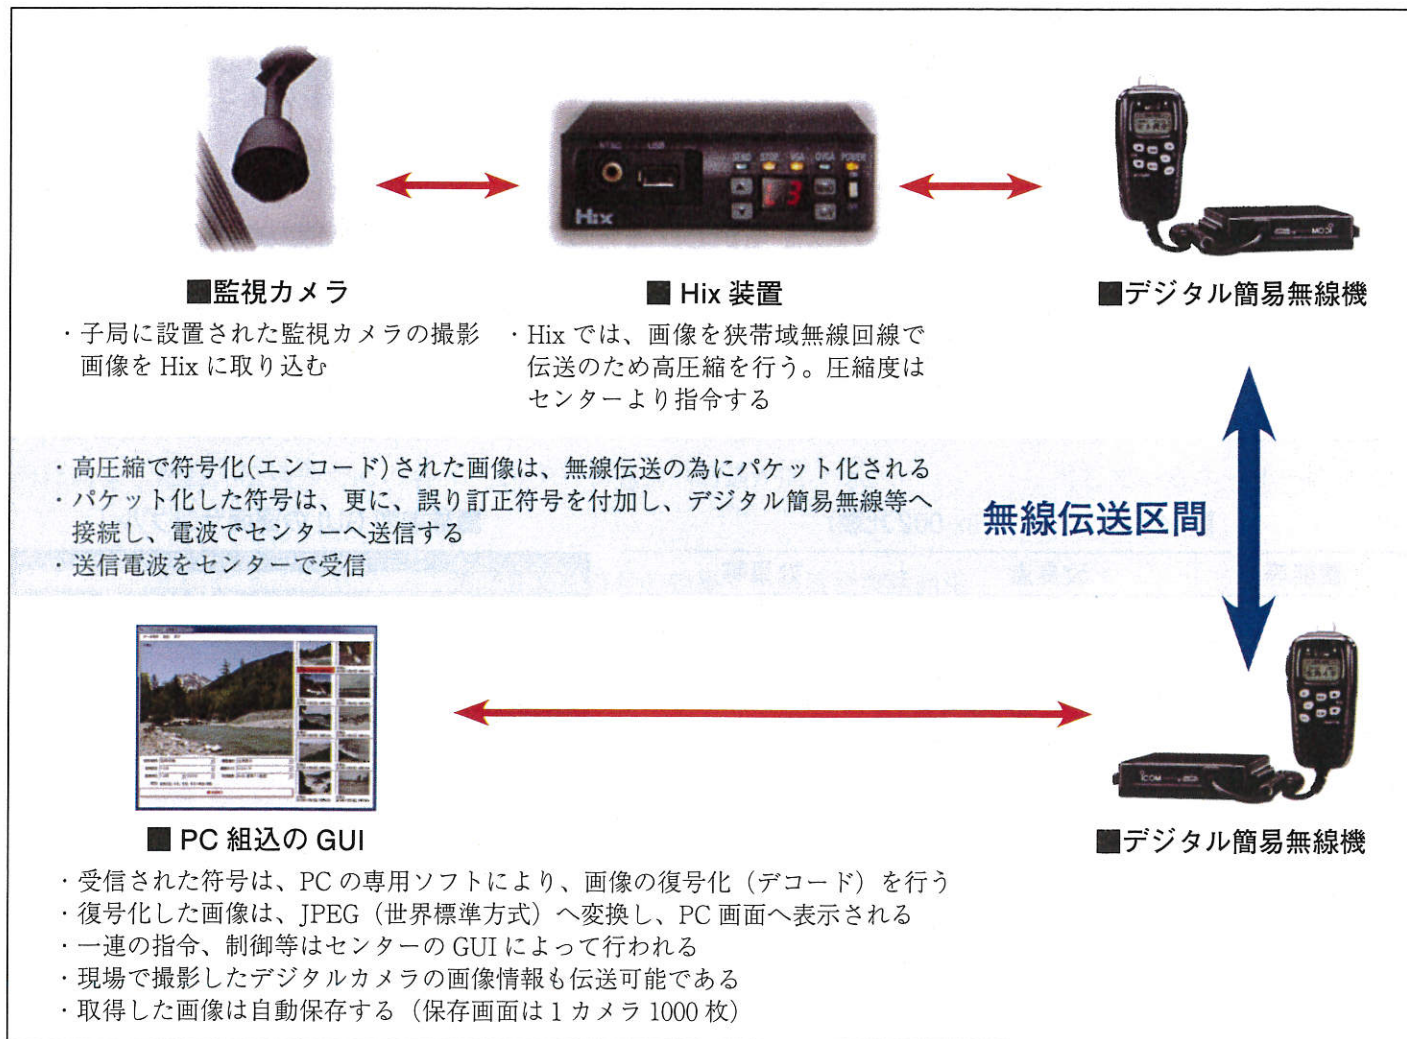 NTSC USB SEND STOP VGA QVGA POWER
Hix
■監視カメラ
■ Hix 装置
■デジタル簡易無線機
・子局に設置された監視カメラの撮影
画像を Hix に取り込む
・Hix では、画像を狭帯域無線回線で
伝送のため高圧縮を行う。圧縮度は
センターより指令する
・高圧縮で符号化(エンコード)された画像は、無線伝送の為にパケット化される
・パケット化した符号は、更に、誤り訂正符号を付加し、デジタル簡易無線等へ
接続し、電波でセンターへ送信する
・送信電波をセンターで受信
無線伝送区間
ICOM
■ PC 組込の GUI
■デジタル簡易無線機
・受信された符号は、PC の専用ソフトにより、画像の復号化（デコード）を行う
・復号化した画像は、JPEG（世界標準方式）へ変換し、PC 画面へ表示される
・一連の指令、制御等はセンターの GUI によって行われる
・現場で撮影したデジタルカメラの画像情報も伝送可能である
・取得した画像は自動保存する（保存画面は 1 カメラ 1000 枚）